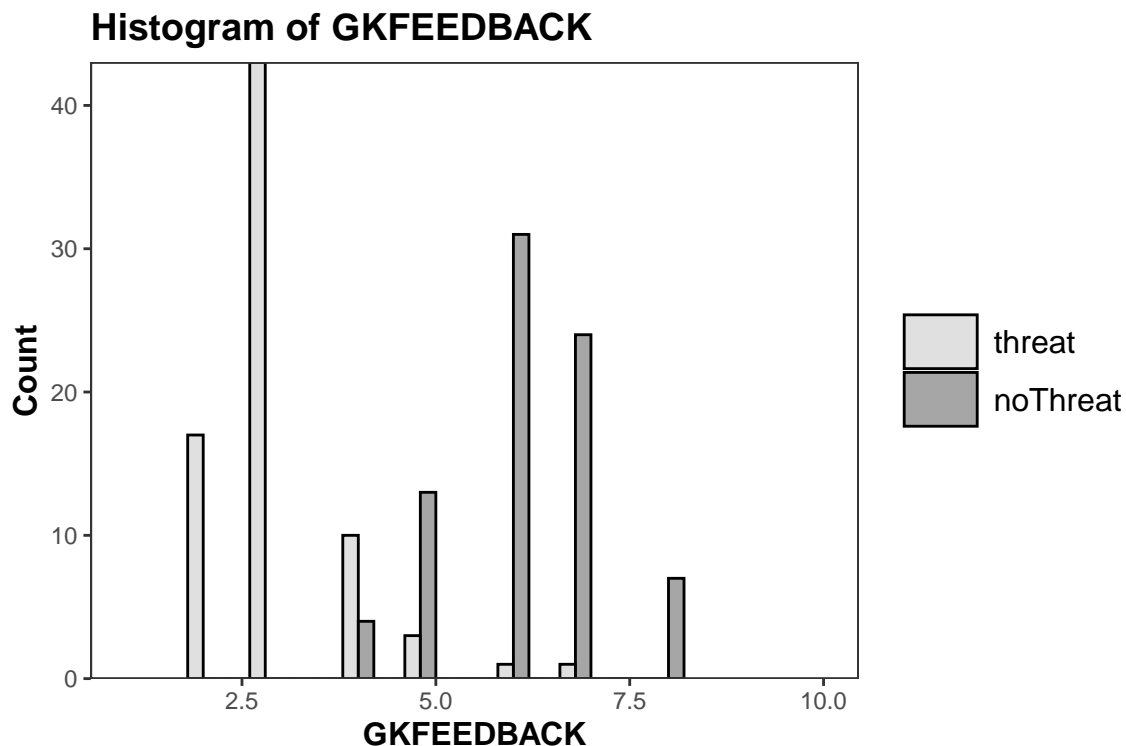 Histogram of GKFEEDBACK
40
30
20
10
0
Count
2.5 5.0 7.5 10.0
GKFEEDBACK
threat
noThreat